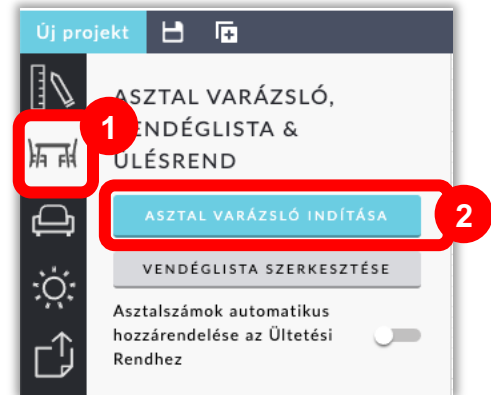 Új projekt
ASZTAL VARÁZSLÓ,
VENDÉGLISTA &
ÜLÉSREND
1
ASZTAL VARÁZSLÓ INDÍTÁSA
2
VENDÉGLISTA SZERKESZTÉSE
Asztalszámok automatikus
hozzárendelése az Ültetési
Rendhez